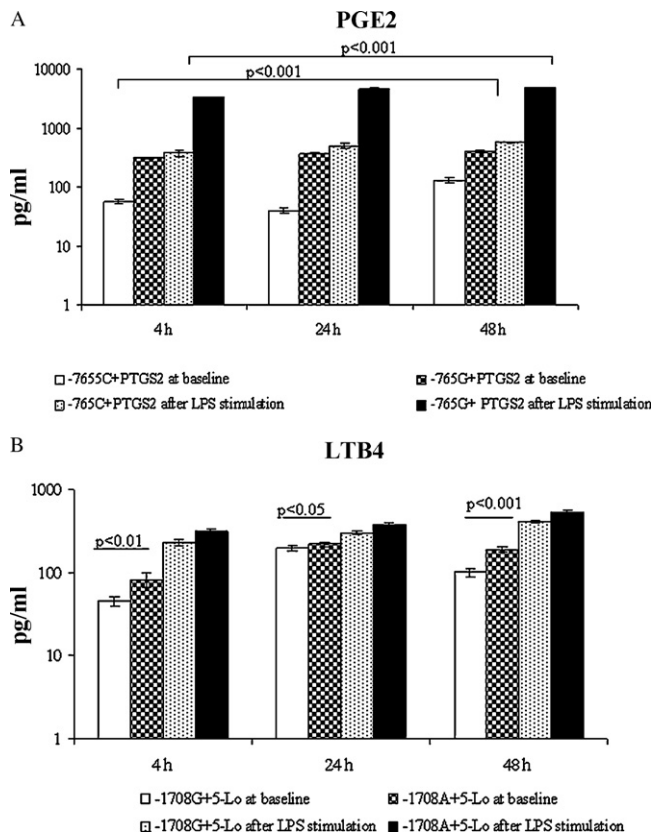 A
PGE2
p<0.001
p<0.001
10000
1000
100
10
1
pg/ml
4h 24h 48h
-7655C+PTGS2 at baseline -765G+PTGS2 at baseline
-765C+PTGS2 after LPS stimulation -765G+ PTGS2 after LPS stimulation
B
LTB4
1000
100
10
1
pg/ml
p<0.01
p<0.05
p<0.001
4h 24h 48h
-1708G+5-Lo at baseline -1708A+5-Lo at baseline
-1708G+5-Lo after LPS stimulation -1708A+5-Lo after LPS stimulation